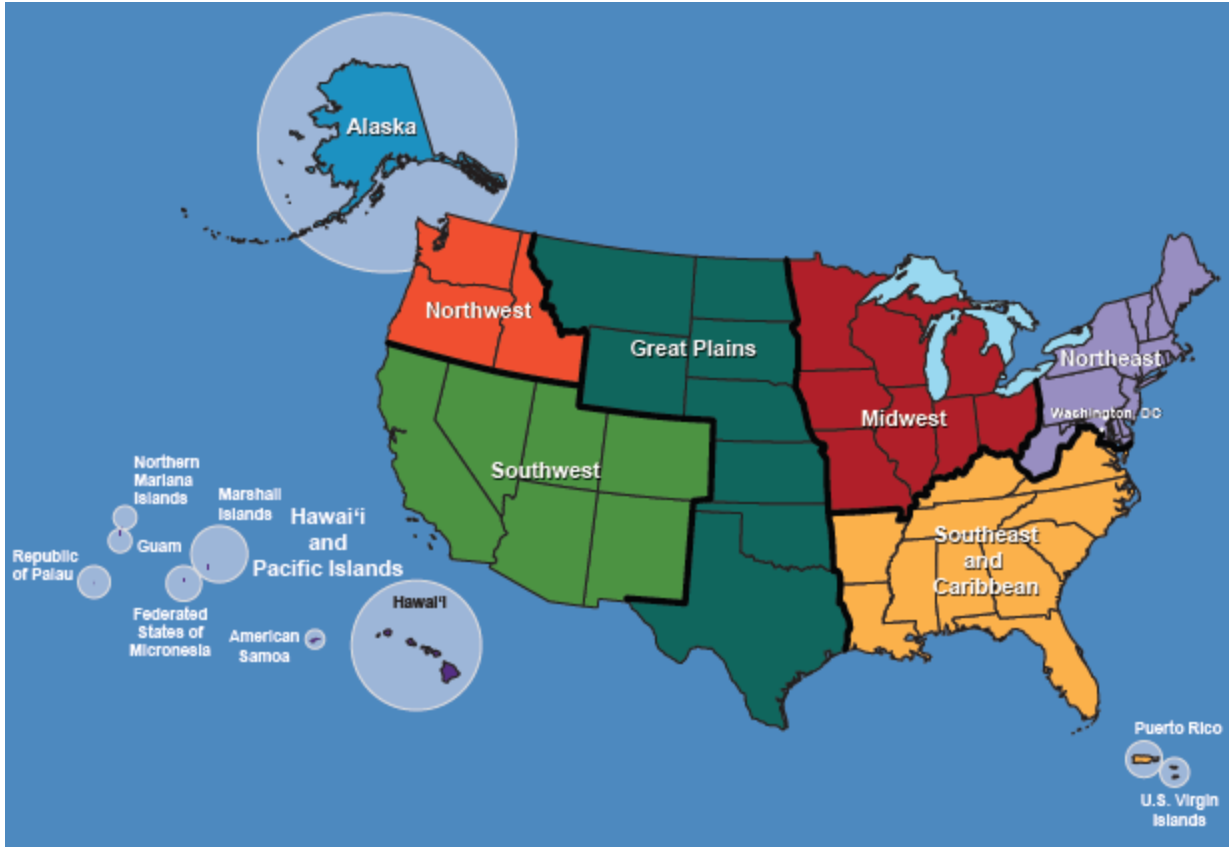 Alaska
Northwest
Great Plains
Midwest
Northeast
Washington, DC
Southwest
Southeast
and
Caribbean
Northern
Mariana
Islands
Marshall
Islands
Guam
Republic
of Palau
Federated
States of
Micronesia
American
Samoa
Hawai‘i
and
Pacific Islands
Hawai‘i
Puerto Rico
U.S. Virgin
Islands